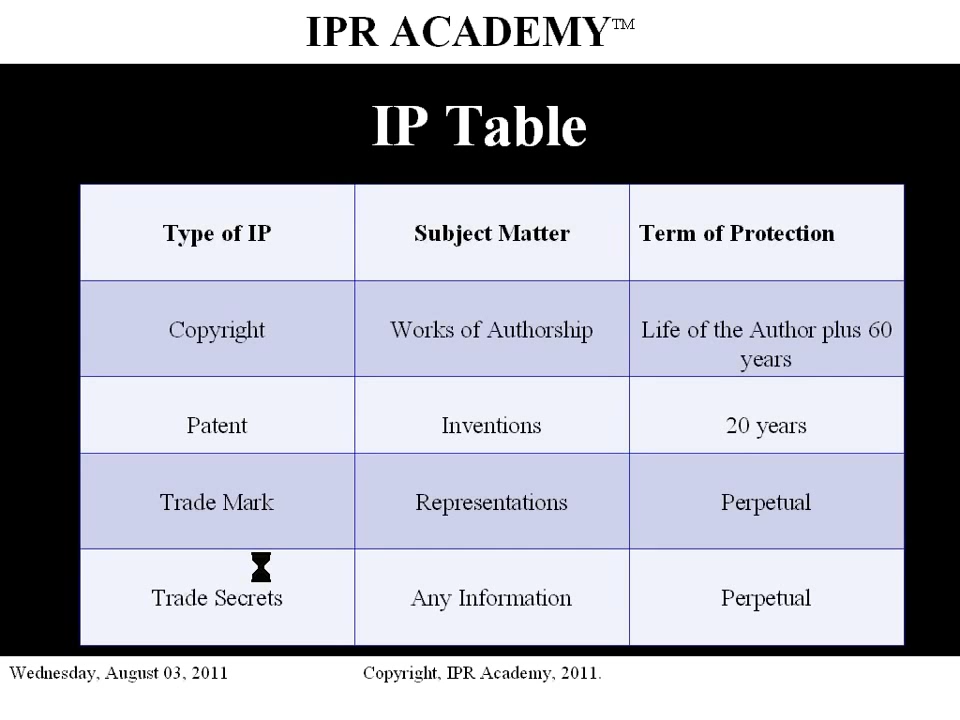 IPR ACADEMY™
IP Table
Type of IP
Subject Matter
Term of Protection
Copyright
Works of Authorship
Life of the Author plus 60
years
Patent
Inventions
20 years
Trade Mark
Representations
Perpetual
Trade Secrets
Any Information
Perpetual
Wednesday, August 03, 2011
Copyright, IPR Academy, 2011.